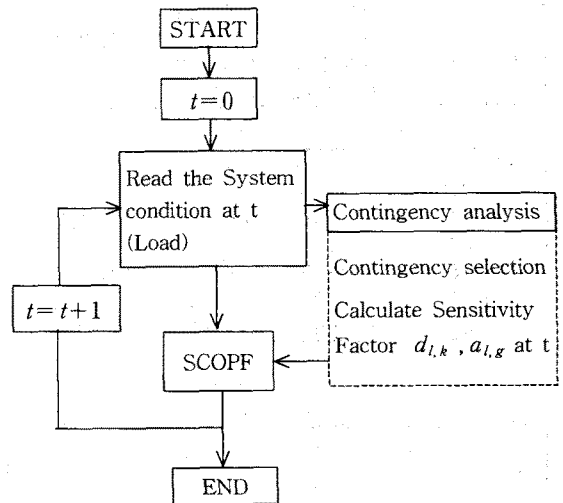 START
t=0
Read the System
condition at t
(Load)
Contingency analysis
Contingency selection
Calculate Sensitivity
Factor d_{l,k} , a_{l,g} at t
t=t+1
SCOPF
END